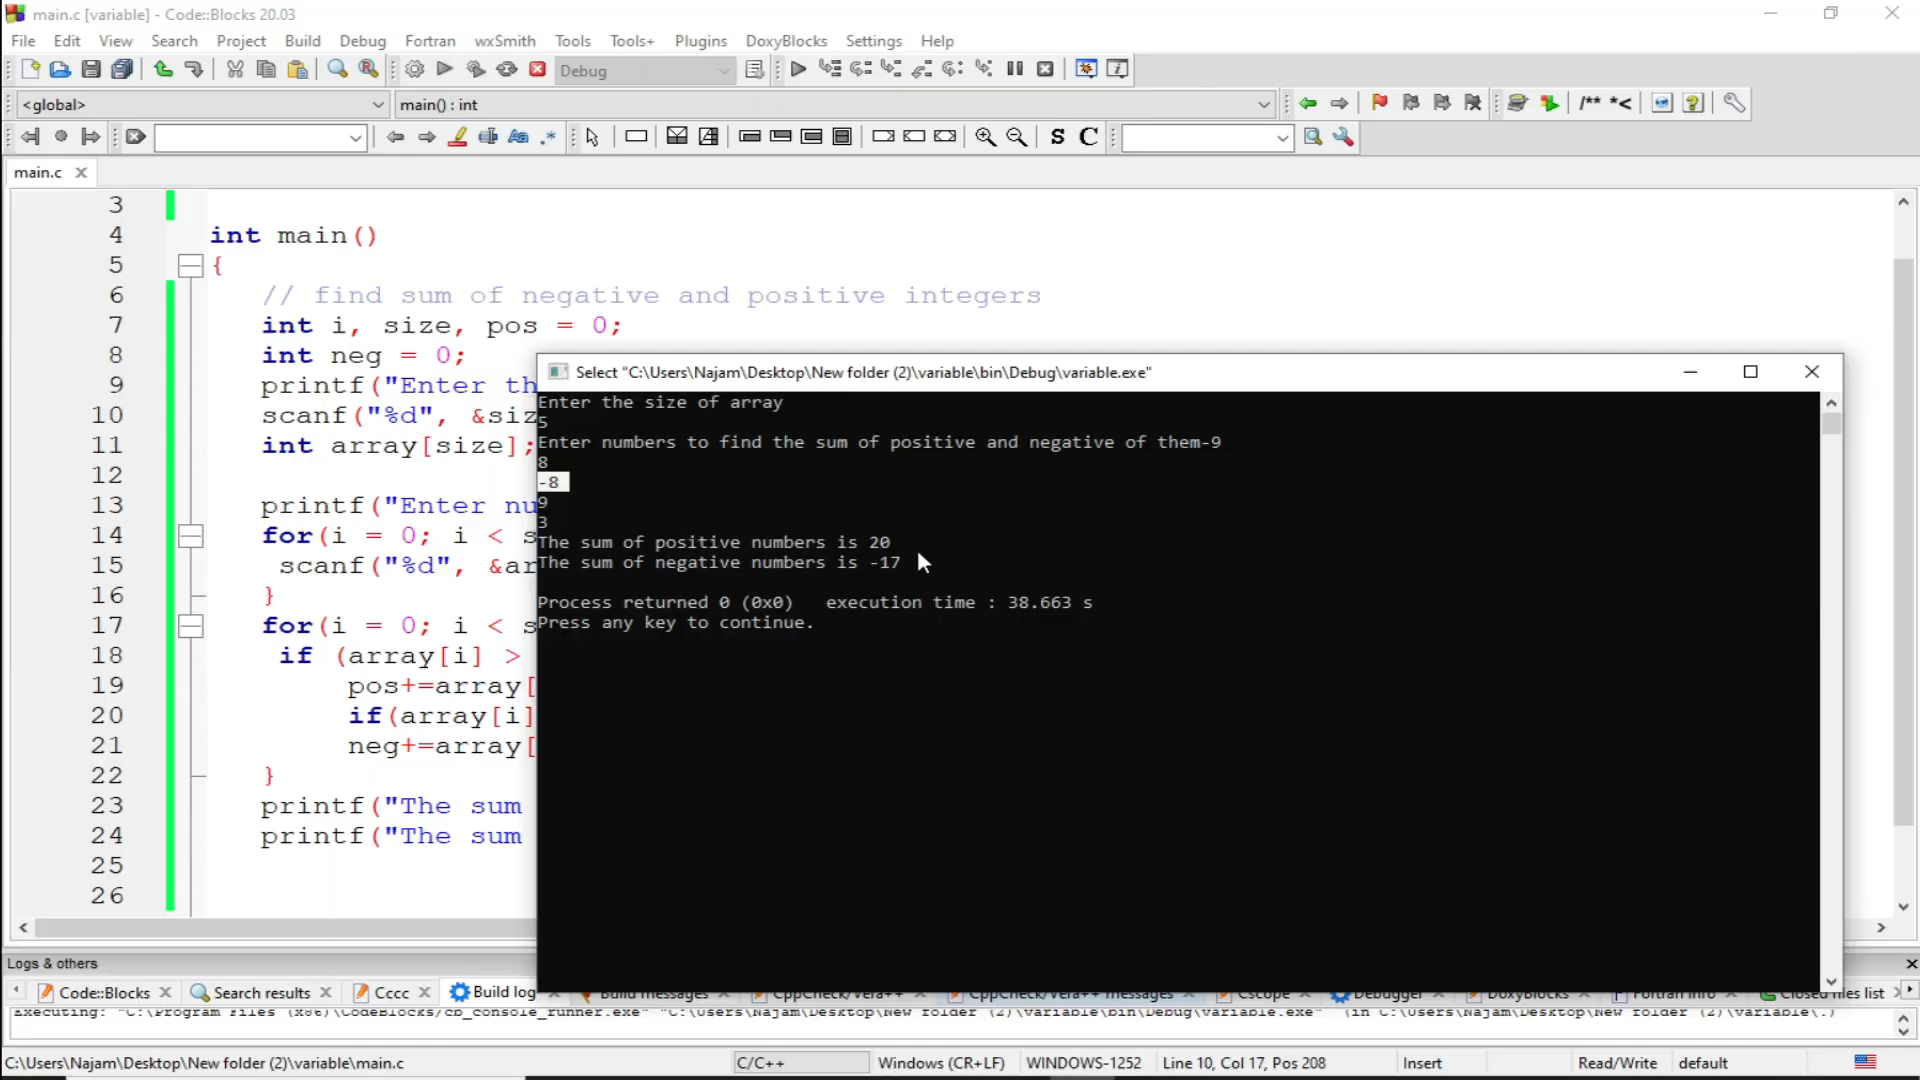 main.c [variable] - Code::Blocks 20.03
File Edit View Search Project Build Debug Fortran wxSmith Tools Tools+ Plugins DoxyBlocks Settings Help
Debug
<global> main() : int /** *<
S C
main.c
3
4 int main()
5 {
6 // find sum of negative and positive integers
7 int i, size, pos = 0;
8 int neg = 0;
9 printf("Enter th
10 scanf("%d", &siz
11 int array[size];
12
13 printf("Enter nu
14 for(i = 0; i < s
15 scanf("%d", &ar
16 }
17 for(i = 0; i < s
18 if (array[i] >
19 pos+=array[
20 if(array[i]
21 neg+=array[
22 }
23 printf("The sum
24 printf("The sum
25
26
Select "C:\Users\Najam\Desktop\New folder (2)\variable\bin\Debug\variable.exe"
Enter the size of array
5
Enter numbers to find the sum of positive and negative of them-9
8
-8
9
3
The sum of positive numbers is 20
The sum of negative numbers is -17
Process returned 0 (0x0) execution time : 38.663 s
Press any key to continue.
Logs & others
Code::Blocks Search results Cccc Build log Build messages CppCheck/Vera++ CppCheck/Vera++ messages Cscope Debugger DoxyBlocks Fortran info Closed files list
Executing: "C:\Program Files (x86)\CodeBlocks/cb_console_runner.exe" "C:\Users\Najam\Desktop\New folder (2)\variable\bin\Debug\variable.exe" (in C:\Users\Najam\Desktop\New folder (2)\variable\.)
C:\Users\Najam\Desktop\New folder (2)\variable\main.c C/C++ Windows (CR+LF) WINDOWS-1252 Line 10, Col 17, Pos 208 Insert Read/Write default